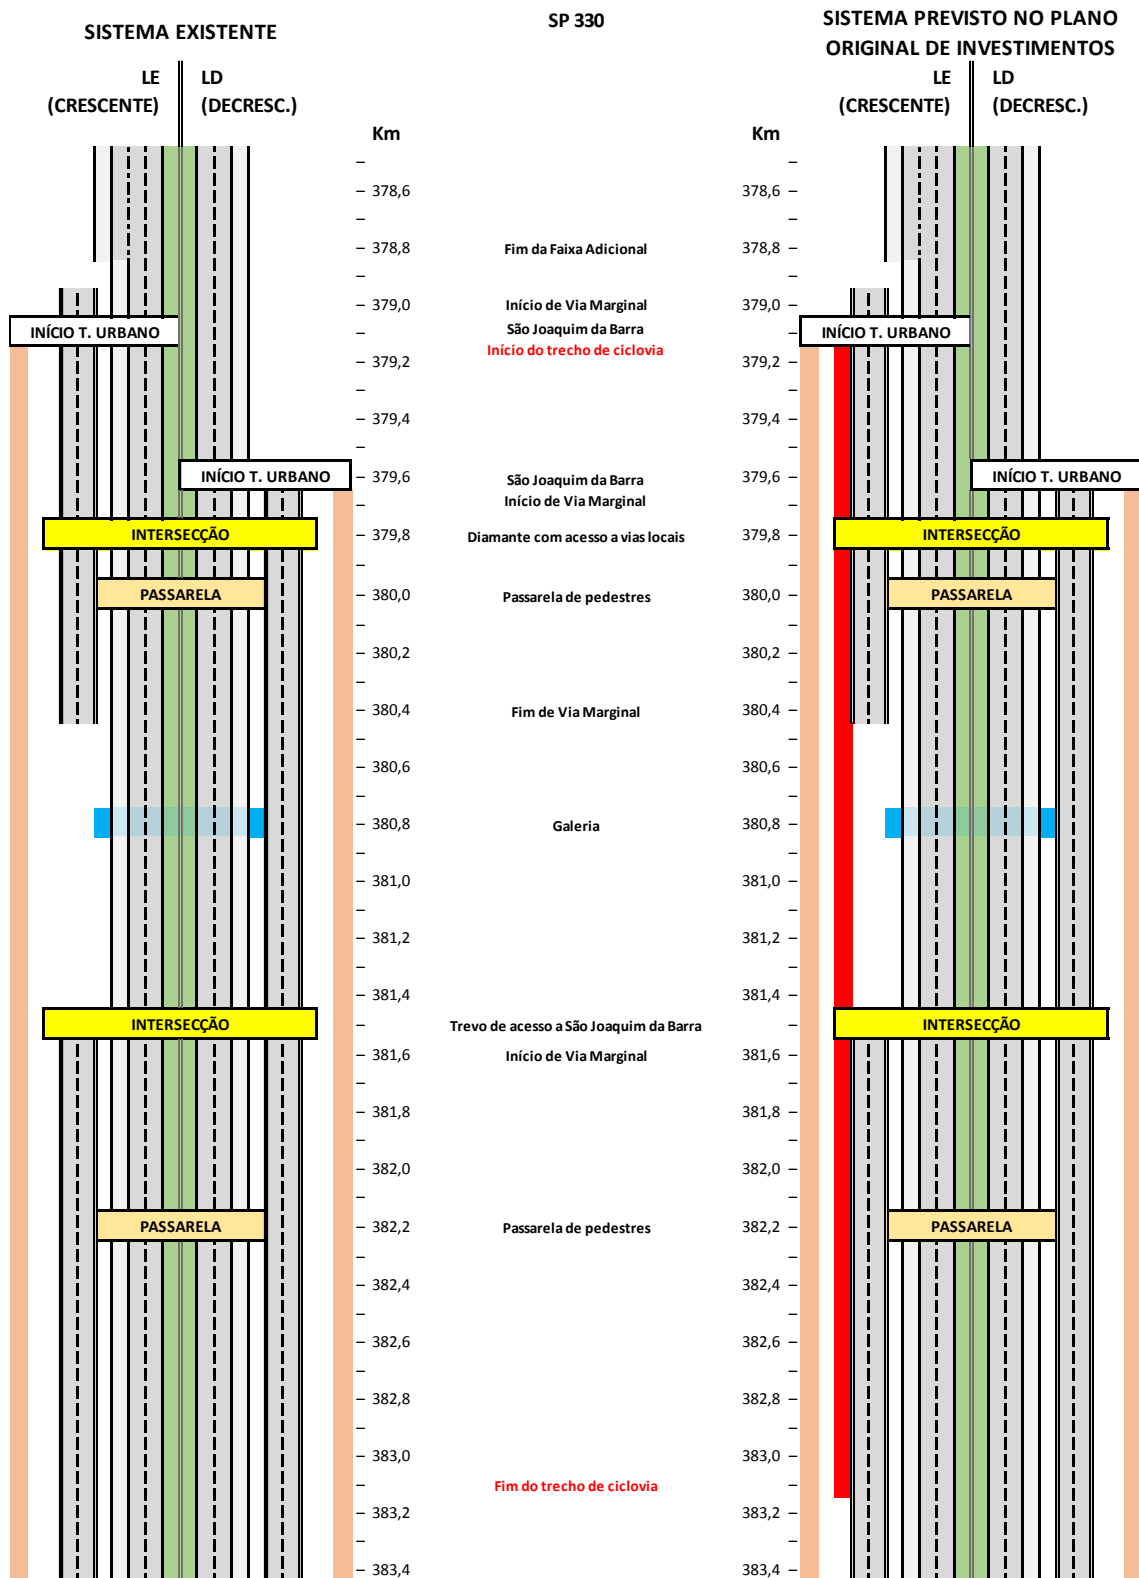 SISTEMA EXISTENTE
SP 330
SISTEMA PREVISTO NO PLANO
ORIGINAL DE INVESTIMENTOS
LE LD
(CRESCENTE) (DECRESC.)
LE LD
(CRESCENTE) (DECRESC.)
Km Km
378,6 378,6
378,8 Fim da Faixa Adicional 378,8
379,0 Início de Via Marginal 379,0
INÍCIO T. URBANO São Joaquim da Barra INÍCIO T. URBANO
Início do trecho de ciclovia
379,2 379,2
379,4 379,4
INÍCIO T. URBANO 379,6 São Joaquim da Barra 379,6 INÍCIO T. URBANO
Início de Via Marginal
INTERSECÇÃO 379,8 Diamante com acesso a vias locais 379,8 INTERSECÇÃO
PASSARELA 380,0 Passarela de pedestres 380,0 PASSARELA
380,2 380,2
380,4 Fim de Via Marginal 380,4
380,6 380,6
380,8 Galeria 380,8
381,0 381,0
381,2 381,2
381,4 381,4
INTERSECÇÃO Trevo de acesso a São Joaquim da Barra INTERSECÇÃO
381,6 Início de Via Marginal 381,6
381,8 381,8
382,0 382,0
PASSARELA 382,2 Passarela de pedestres 382,2 PASSARELA
382,4 382,4
382,6 382,6
382,8 382,8
383,0 383,0
Fim do trecho de ciclovia
383,2 383,2
383,4 383,4